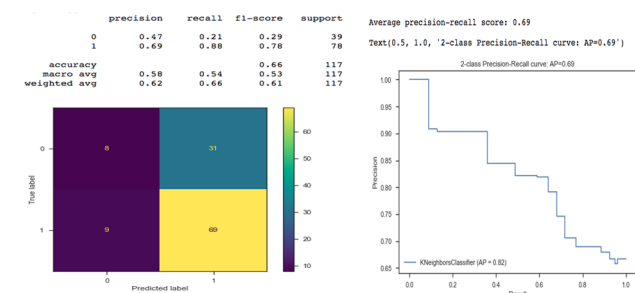 precision recall f1-score support
0 0.47 0.21 0.29 39
1 0.69 0.88 0.78 78
accuracy 0.66 117
macro avg 0.58 0.54 0.53 117
weighted avg 0.62 0.66 0.61 117
8 31
9 69
0
1
True label
0 1
Predicted label
60
50
40
30
20
10
Average precision-recall score: 0.69
Text(0.5, 1.0, '2-class Precision-Recall curve: AP=0.69')
2-class Precision-Recall curve: AP=0.69
1.00
0.95
0.90
0.85
0.80
0.75
0.70
0.65
Precision
KNeighborsClassifier (AP = 0.82)
0.0 0.2 0.4 0.6 0.8 1.0